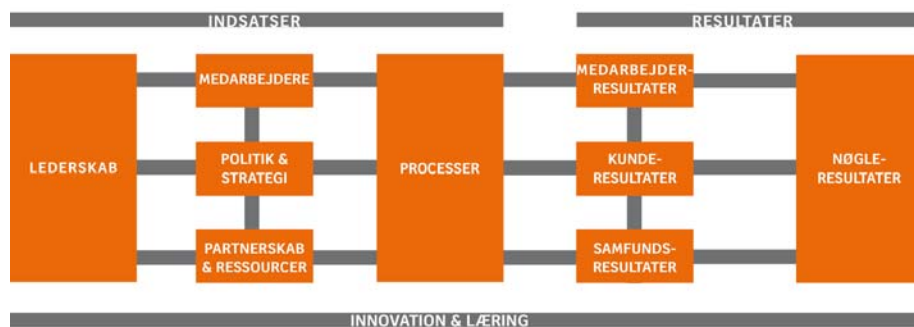 INDSATSER
RESULTATER
LEDERSKAB
MEDARBEJDERE
POLITIK &
STRATEGI
PARTNERSKAB
& RESSOURCER
PROCESSER
MEDARBEJDER-
RESULTATER
KUNDE-
RESULTATER
SAMFUNDS-
RESULTATER
NØGLE-
RESULTATER
INNOVATION & LÆRING